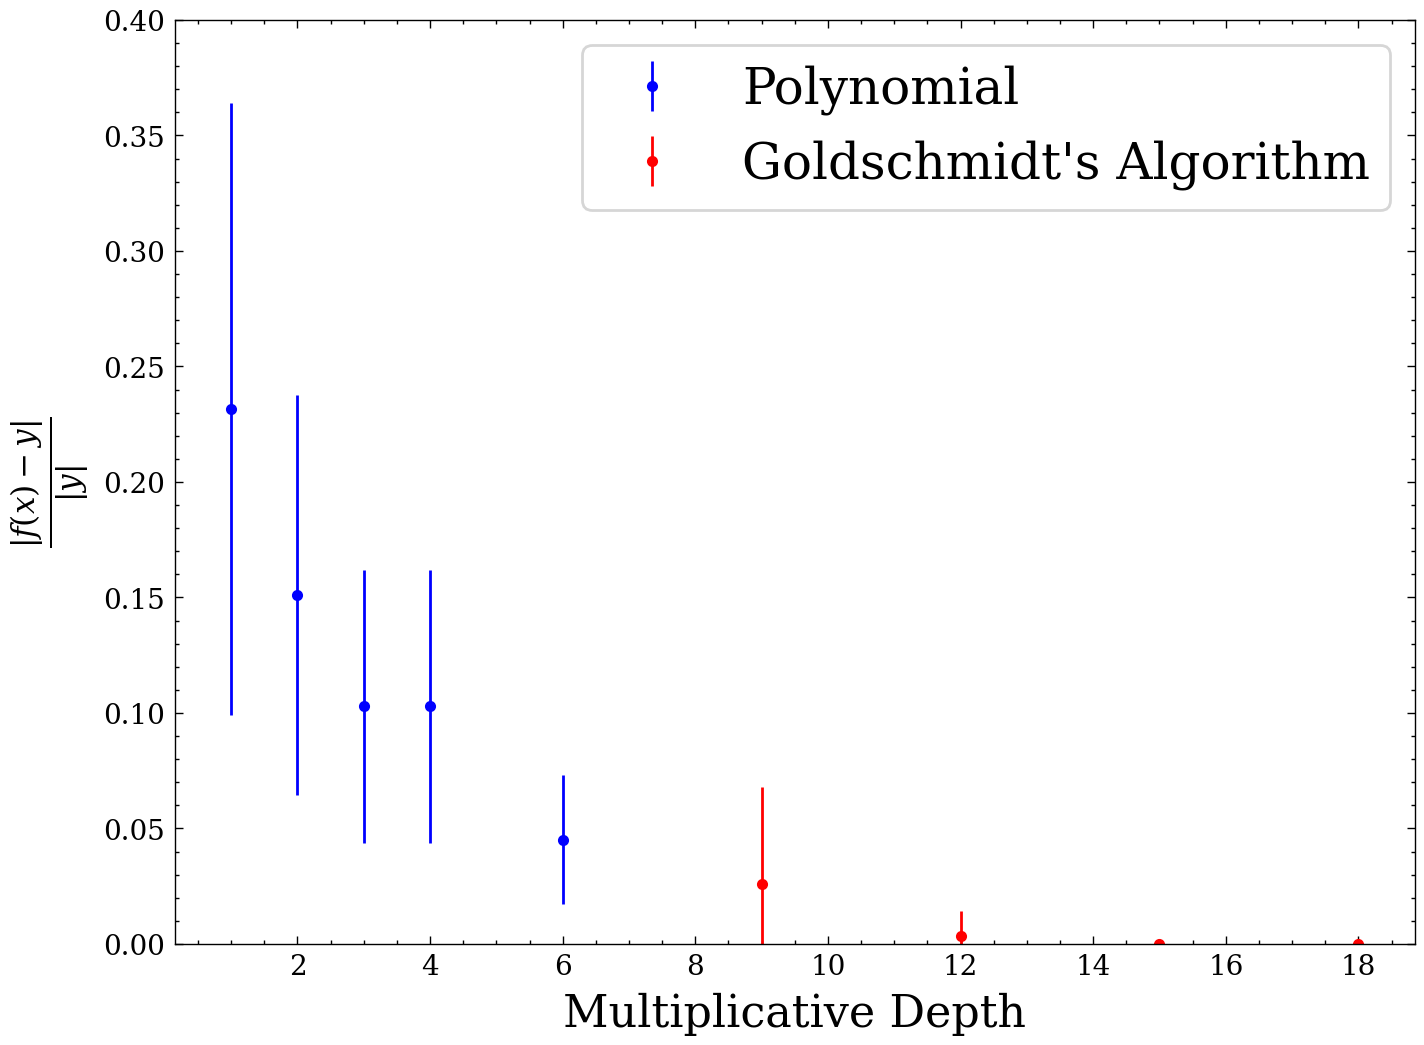 0.40
0.35
0.30
0.25
0.20
0.15
0.10
0.05
0.00
|f(x) − y|
|y|
Polynomial
Goldschmidt's Algorithm
2 4 6 8 10 12 14 16 18
Multiplicative Depth